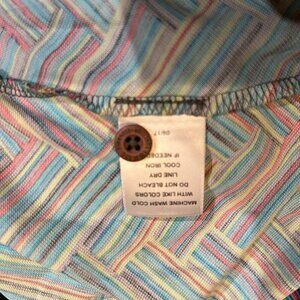 MACHINE WASH COLD
WITH LIKE COLORS
DO NOT BLEACH
LINE DRY
COOL IRON
IF NEEDED